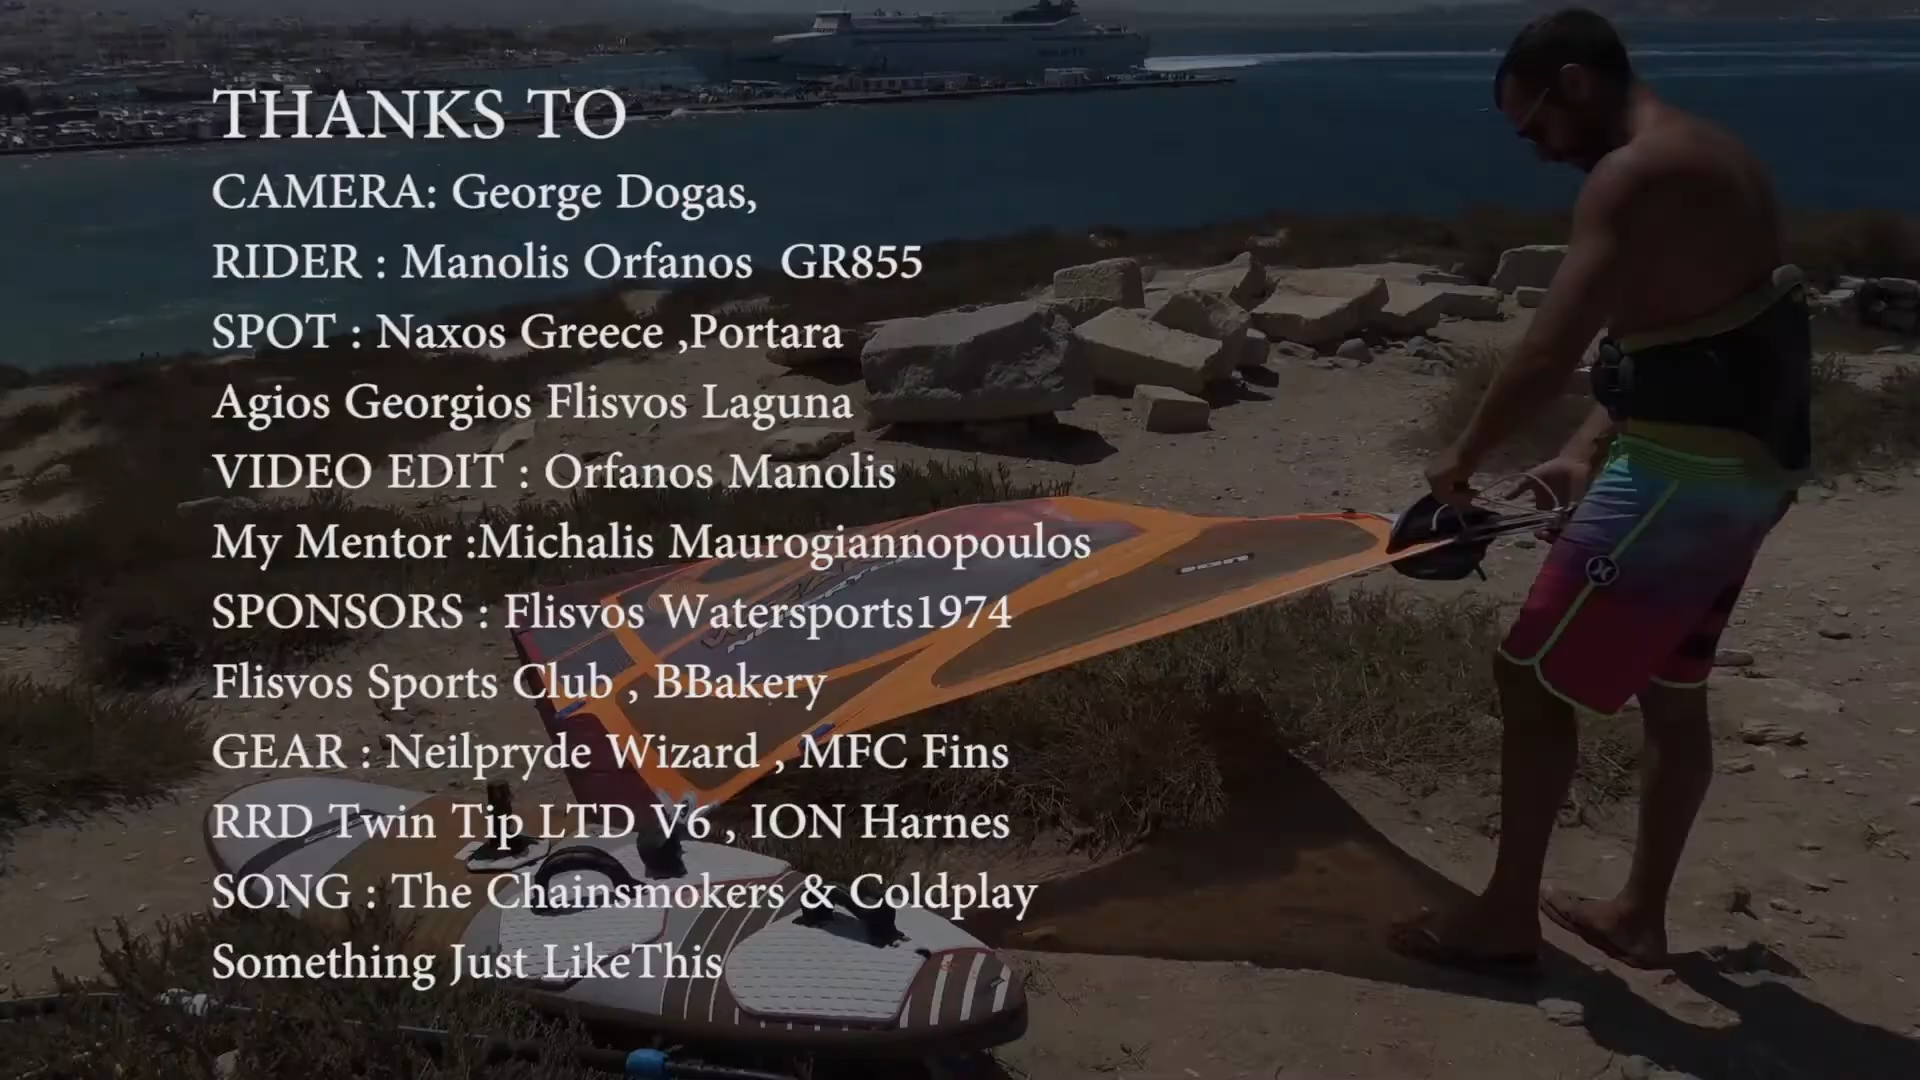 THANKS TO
CAMERA: George Dogas,
RIDER : Manolis Orfanos  GR855
SPOT : Naxos Greece ,Portara
Agios Georgios Flisvos Laguna
VIDEO EDIT : Orfanos Manolis
My Mentor :Michalis Maurogiannopoulos
SPONSORS : Flisvos Watersports1974
Flisvos Sports Club , BBakery
GEAR : Neilpryde Wizard , MFC Fins
RRD Twin Tip LTD V6 , ION Harnes
SONG : The Chainsmokers & Coldplay
Something Just LikeThis